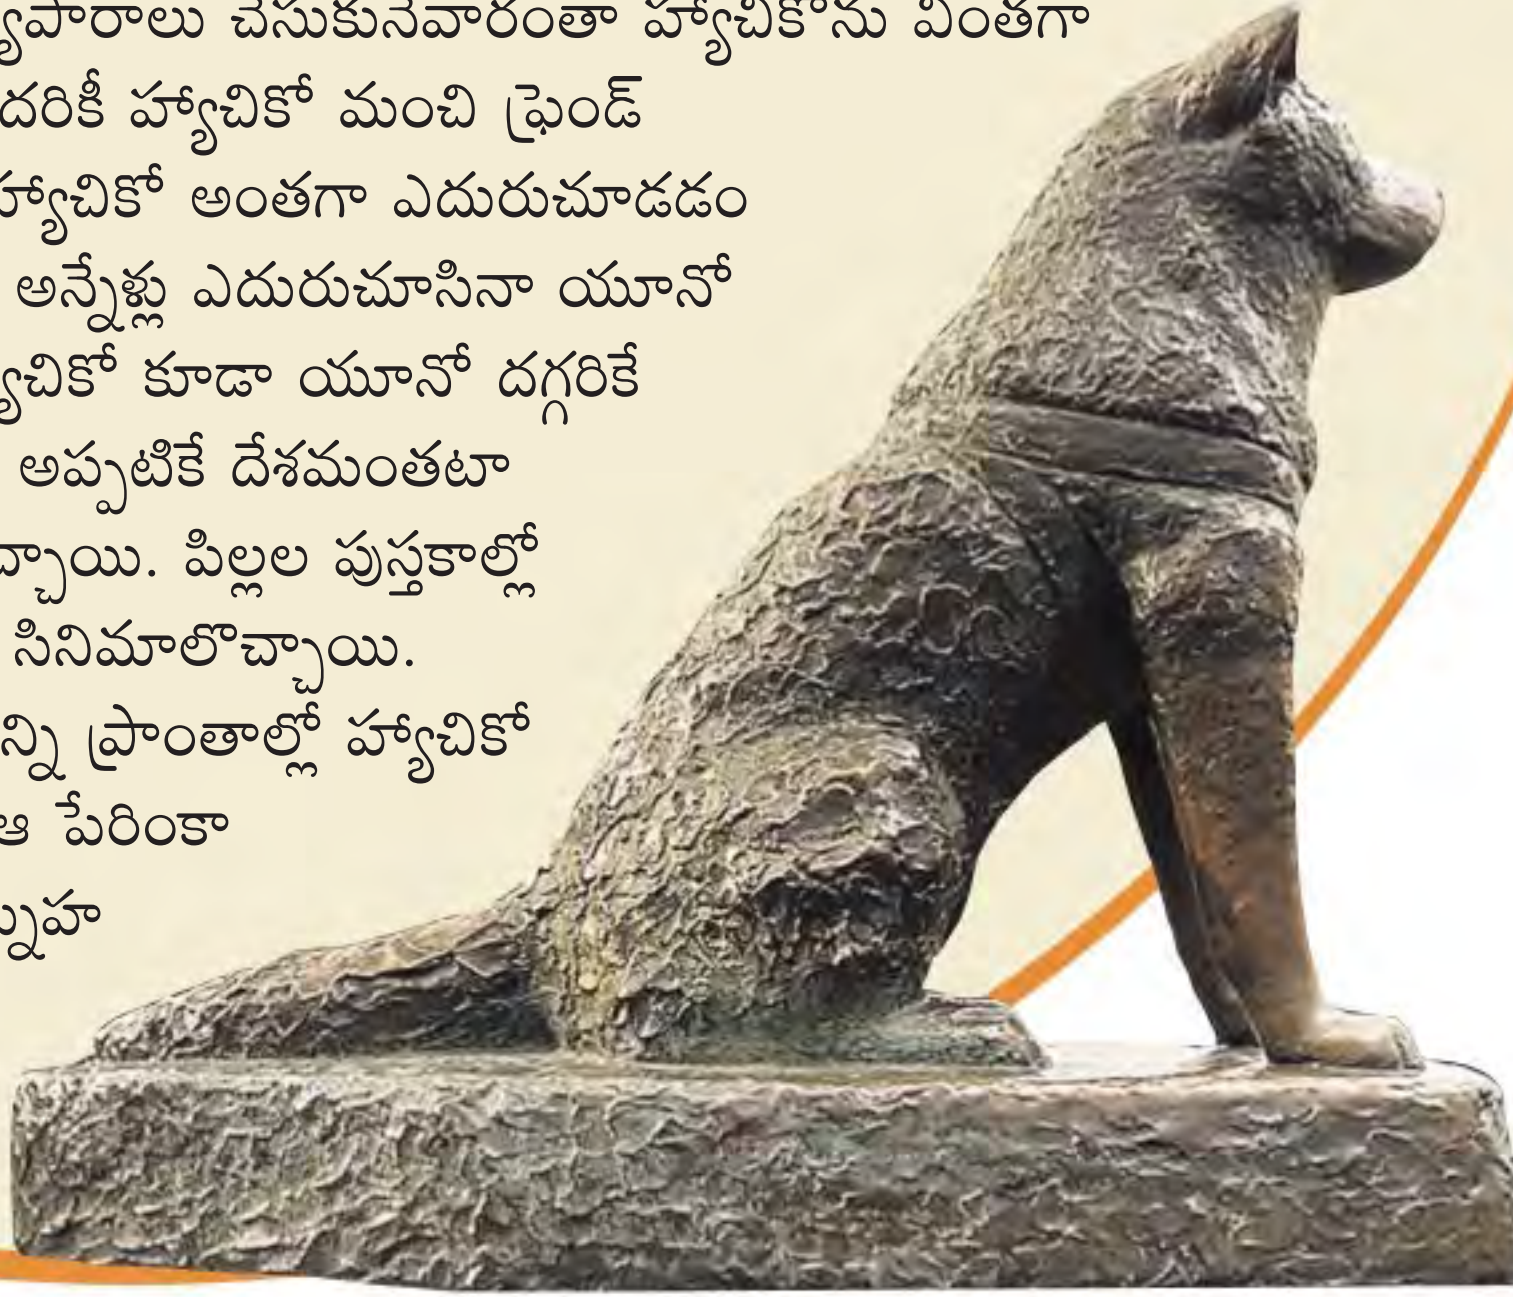 వ్యాపారాలు చేసుకునేవారంతా హ్యాచికోను వింతగా
దరికీ హ్యాచికో మంచి ఫ్రెండ్
హ్యాచికో అంతగా ఎదురుచూడడం
అన్నేళ్లు ఎదురుచూసినా యూనో
హ్యాచికో కూడా యూనో దగ్గరికే
అప్పటికే దేశమంతటా
చ్చాయి. పిల్లల పుస్తకాల్లో
సినిమాలొచ్చాయి.
న్ని ప్రాంతాల్లో హ్యాచికో
ఆ పేరింకా